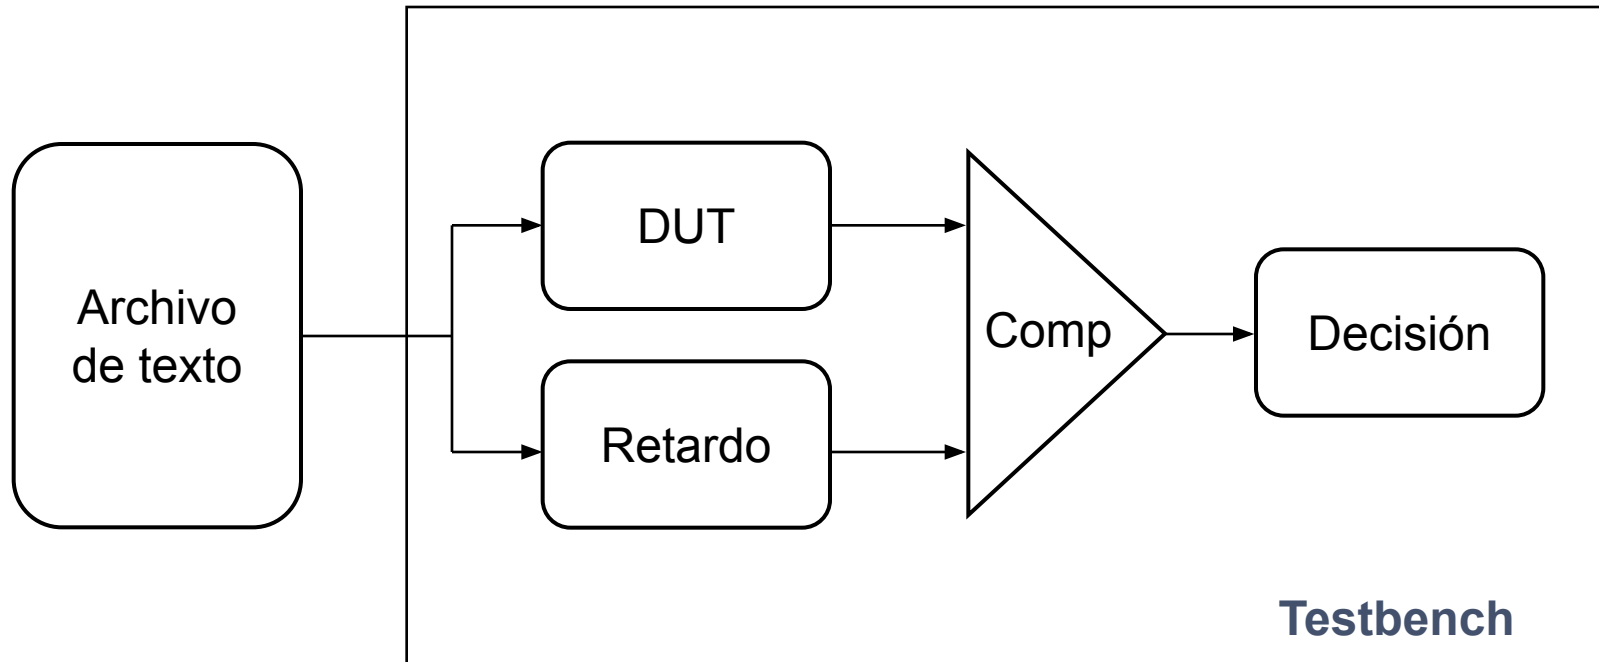 Archivo
de texto
DUT
Retardo
Comp
Decisión
Testbench